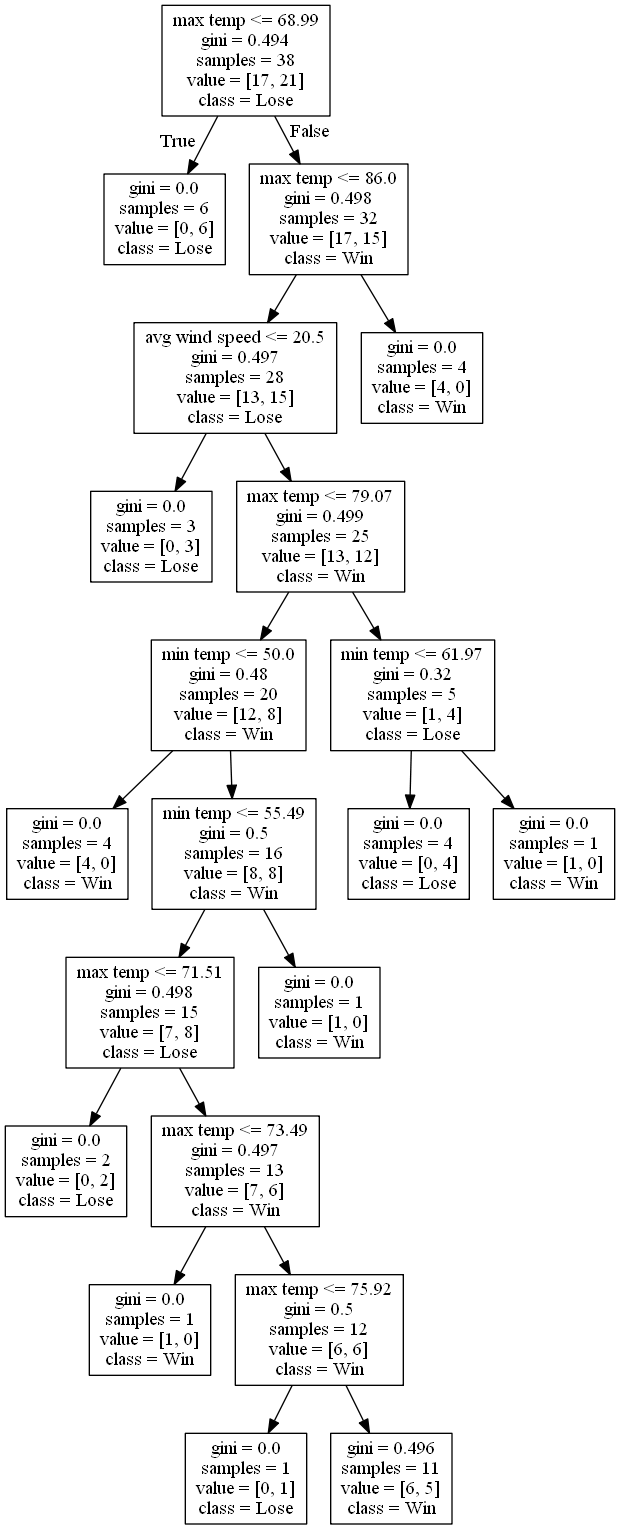 max temp <= 68.99
gini = 0.494
samples = 38
value = [17, 21]
class = Lose
True
False
gini = 0.0
samples = 6
value = [0, 6]
class = Lose
max temp <= 86.0
gini = 0.498
samples = 32
value = [17, 15]
class = Win
avg wind speed <= 20.5
gini = 0.497
samples = 28
value = [13, 15]
class = Lose
gini = 0.0
samples = 4
value = [4, 0]
class = Win
gini = 0.0
samples = 3
value = [0, 3]
class = Lose
max temp <= 79.07
gini = 0.499
samples = 25
value = [13, 12]
class = Win
min temp <= 50.0
gini = 0.48
samples = 20
value = [12, 8]
class = Win
min temp <= 61.97
gini = 0.32
samples = 5
value = [1, 4]
class = Lose
gini = 0.0
samples = 4
value = [4, 0]
class = Win
min temp <= 55.49
gini = 0.5
samples = 16
value = [8, 8]
class = Win
gini = 0.0
samples = 4
value = [0, 4]
class = Lose
gini = 0.0
samples = 1
value = [1, 0]
class = Win
max temp <= 71.51
gini = 0.498
samples = 15
value = [7, 8]
class = Lose
gini = 0.0
samples = 1
value = [1, 0]
class = Win
gini = 0.0
samples = 2
value = [0, 2]
class = Lose
max temp <= 73.49
gini = 0.497
samples = 13
value = [7, 6]
class = Win
gini = 0.0
samples = 1
value = [1, 0]
class = Win
max temp <= 75.92
gini = 0.5
samples = 12
value = [6, 6]
class = Win
gini = 0.0
samples = 1
value = [0, 1]
class = Lose
gini = 0.496
samples = 11
value = [6, 5]
class = Win